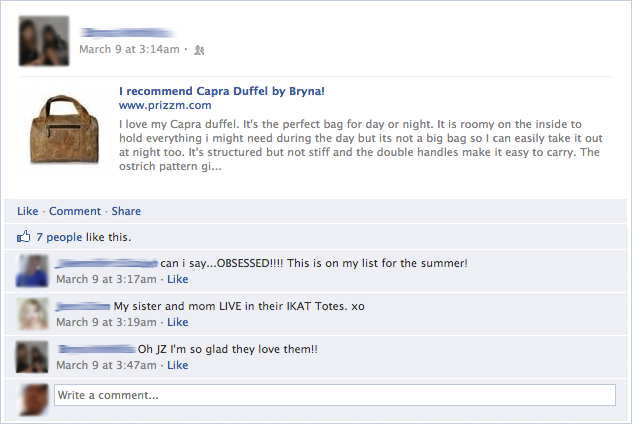 March 9 at 3:14am ·
I recommend Capra Duffel by Bryna!
www.prizzm.com
I love my Capra duffel. It's the perfect bag for day or night. It is roomy on the inside to
hold everything i might need during the day but its not a big bag so I can easily take it out
at night too. It's structured but not stiff and the double handles make it easy to carry. The
ostrich pattern gi...
Like · Comment · Share
7 people like this.
can i say...OBSESSED!!!! This is on my list for the summer!
March 9 at 3:17am · Like
My sister and mom LIVE in their IKAT Totes. xo
March 9 at 3:19am · Like
Oh JZ I'm so glad they love them!!
March 9 at 3:47am · Like
Write a comment...